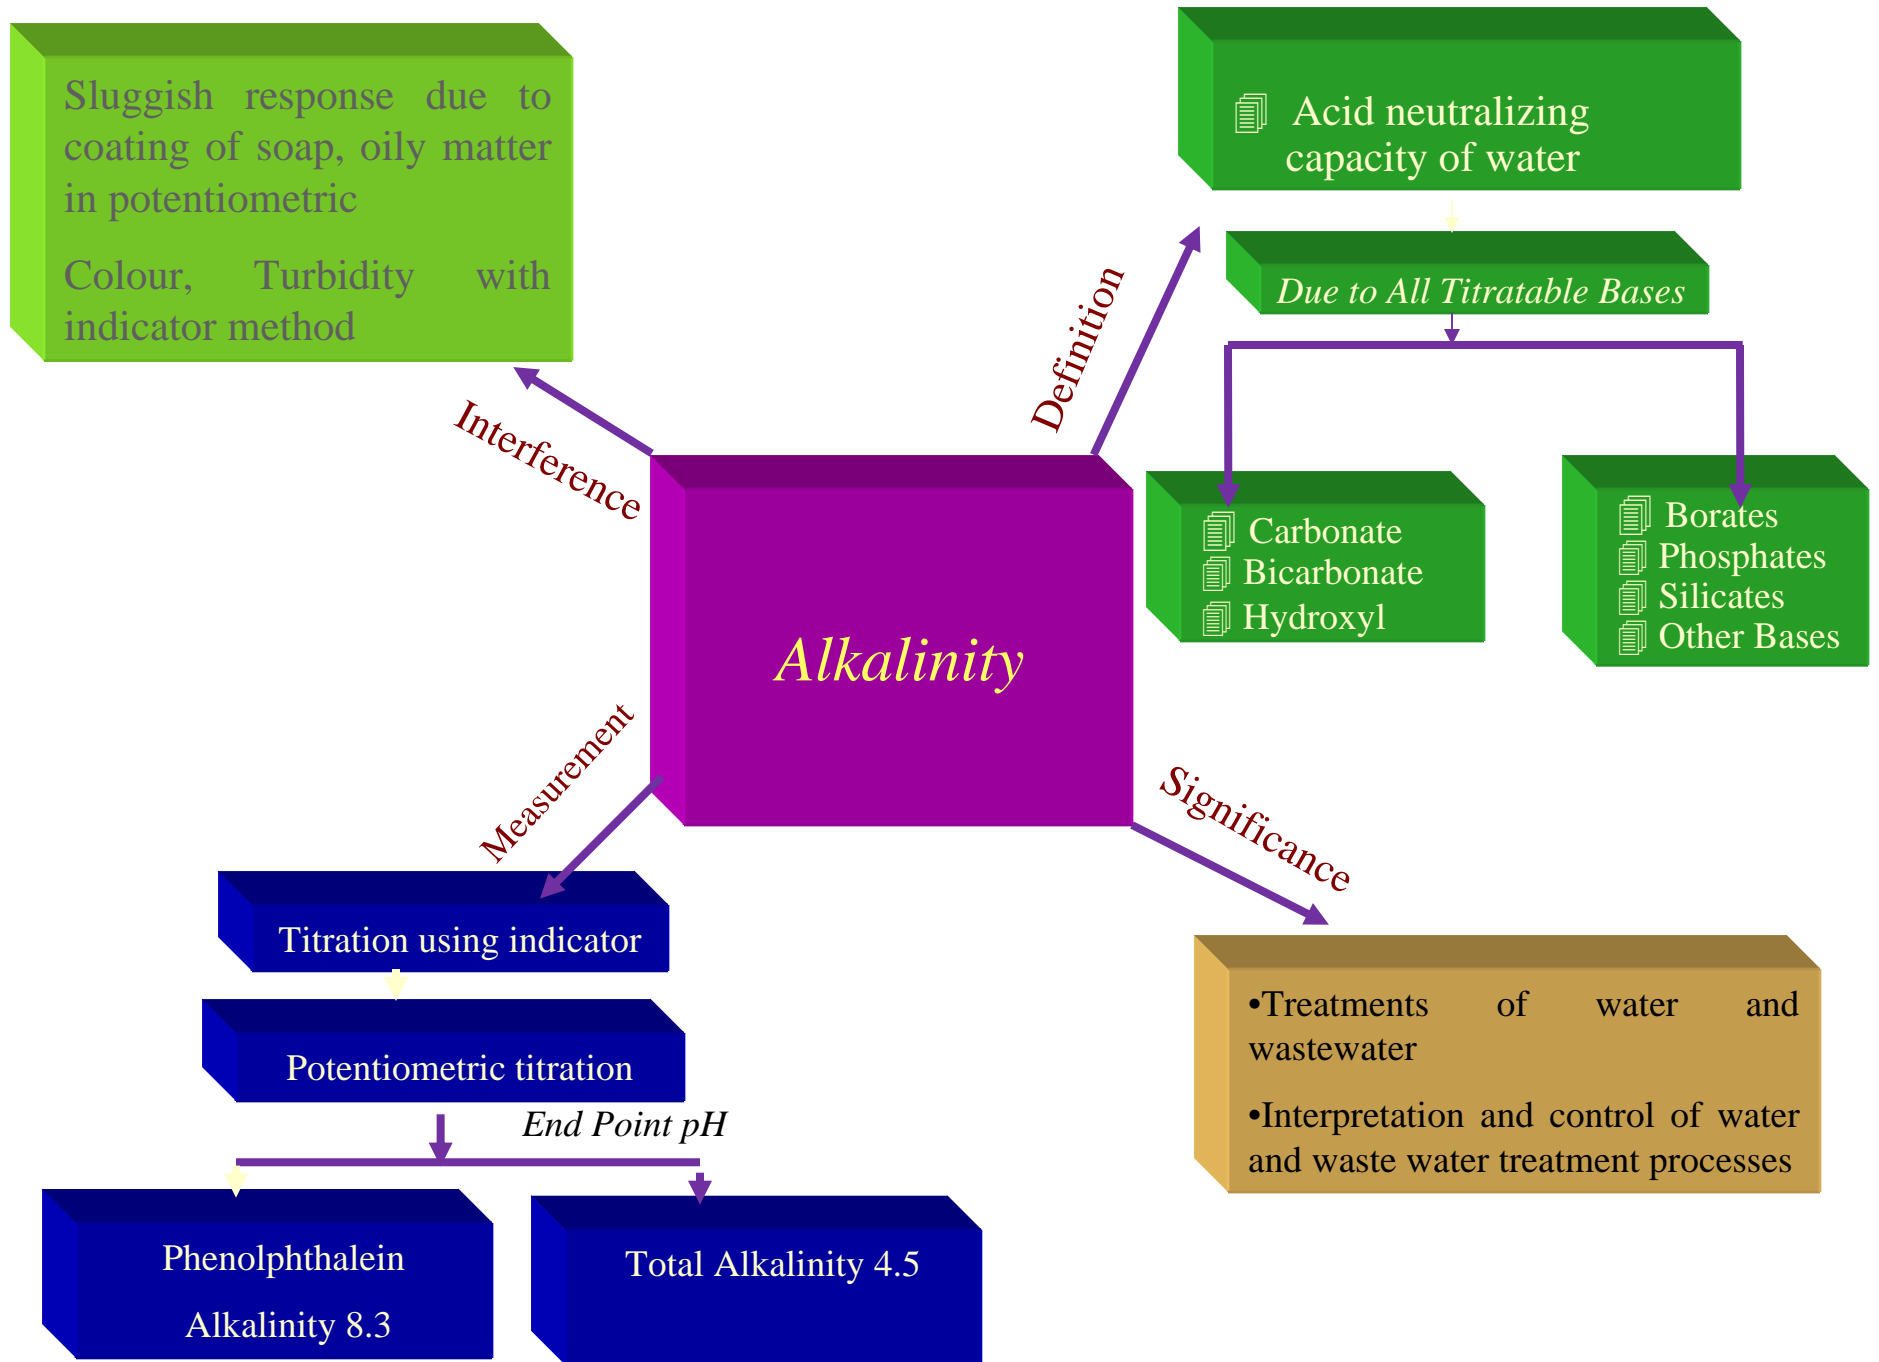 Sluggish response due to
coating of soap, oily matter
in potentiometric
Colour, Turbidity with
indicator method
Acid neutralizing
capacity of water
Due to All Titratable Bases
Definition
Interference
Carbonate
Bicarbonate
Hydroxyl
Borates
Phosphates
Silicates
Other Bases
Alkalinity
Measurement
Significance
Titration using indicator
Potentiometric titration
End Point pH
Phenolphthalein
Alkalinity 8.3
Total Alkalinity 4.5
•Treatments of water and
wastewater
•Interpretation and control of water
and waste water treatment processes